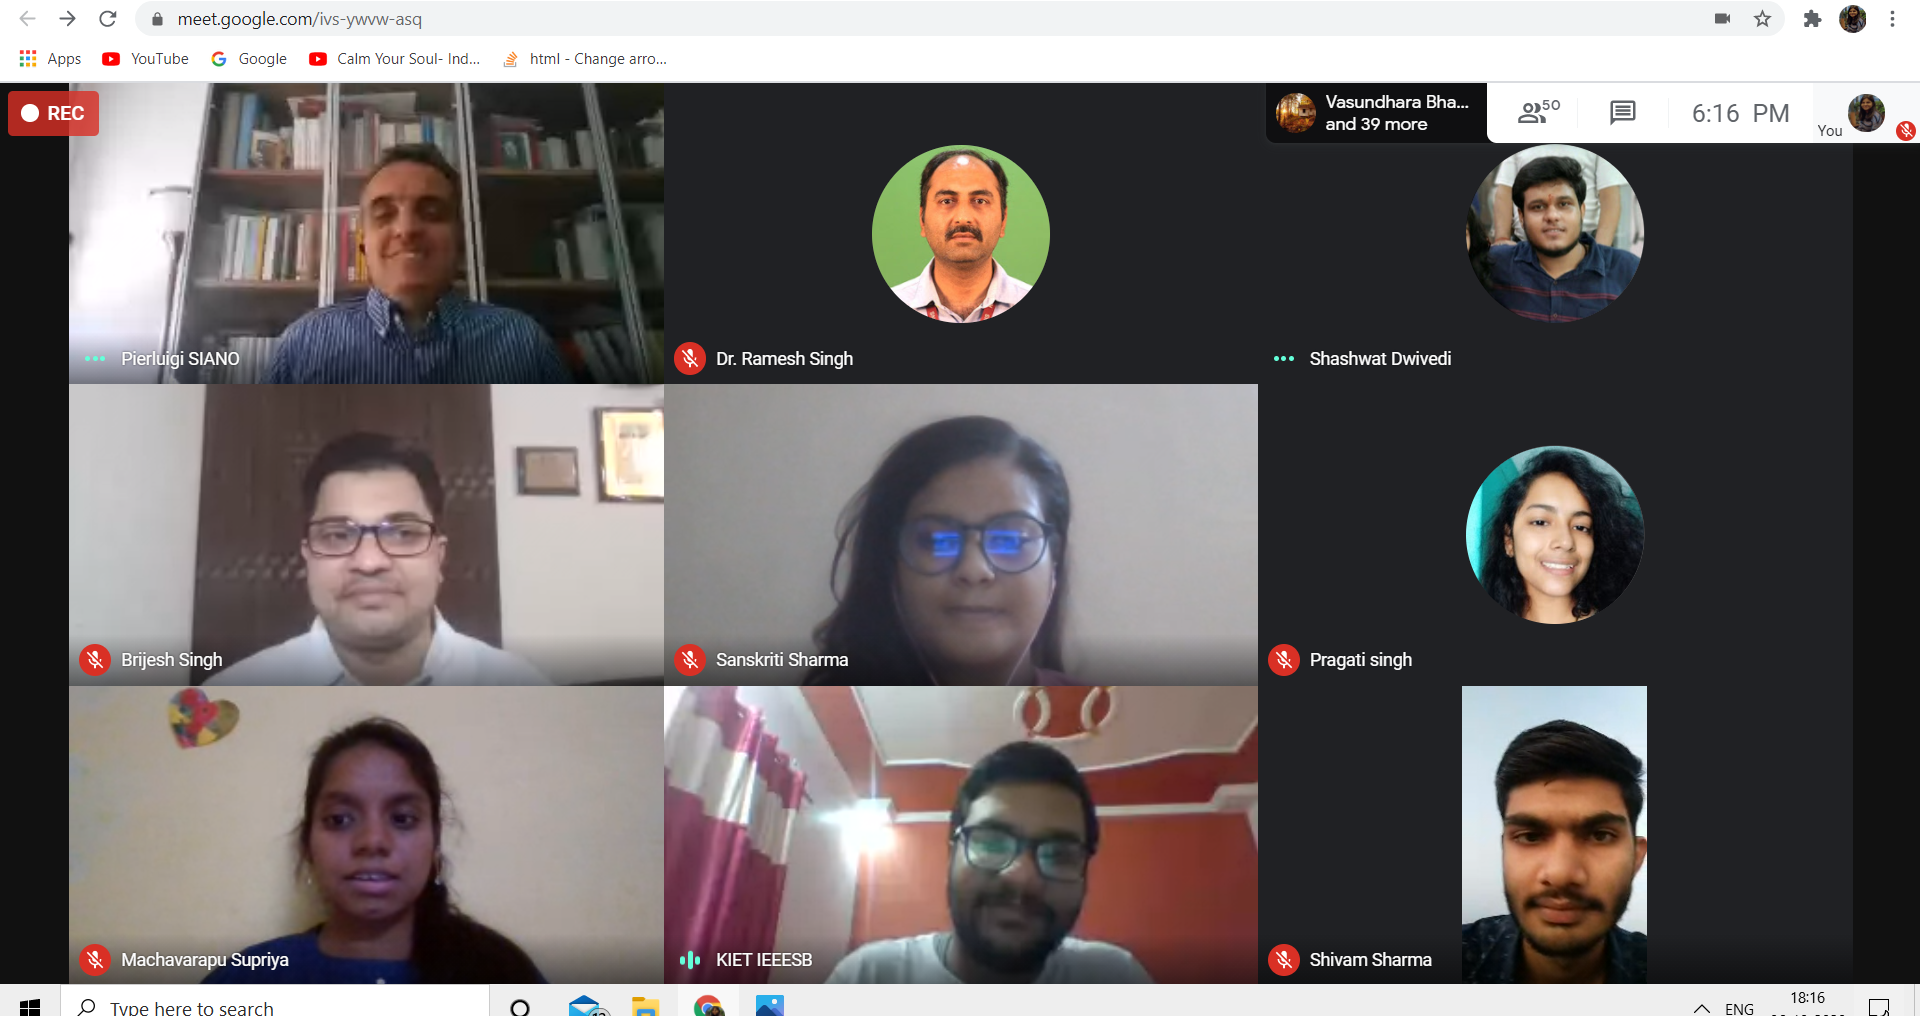 meet.google.com/ivs-ywvw-asq
Apps YouTube Google Calm Your Soul- Ind... html - Change arro...
REC
Vasundhara Bha...
and 39 more
50
6:16 PM
You
Pierluigi SIANO
Dr. Ramesh Singh
Shashwat Dwivedi
Brijesh Singh
Sanskriti Sharma
Pragati singh
Machavarapu Supriya
KIET IEEESB
Shivam Sharma
Type here to search
ENG
18:16